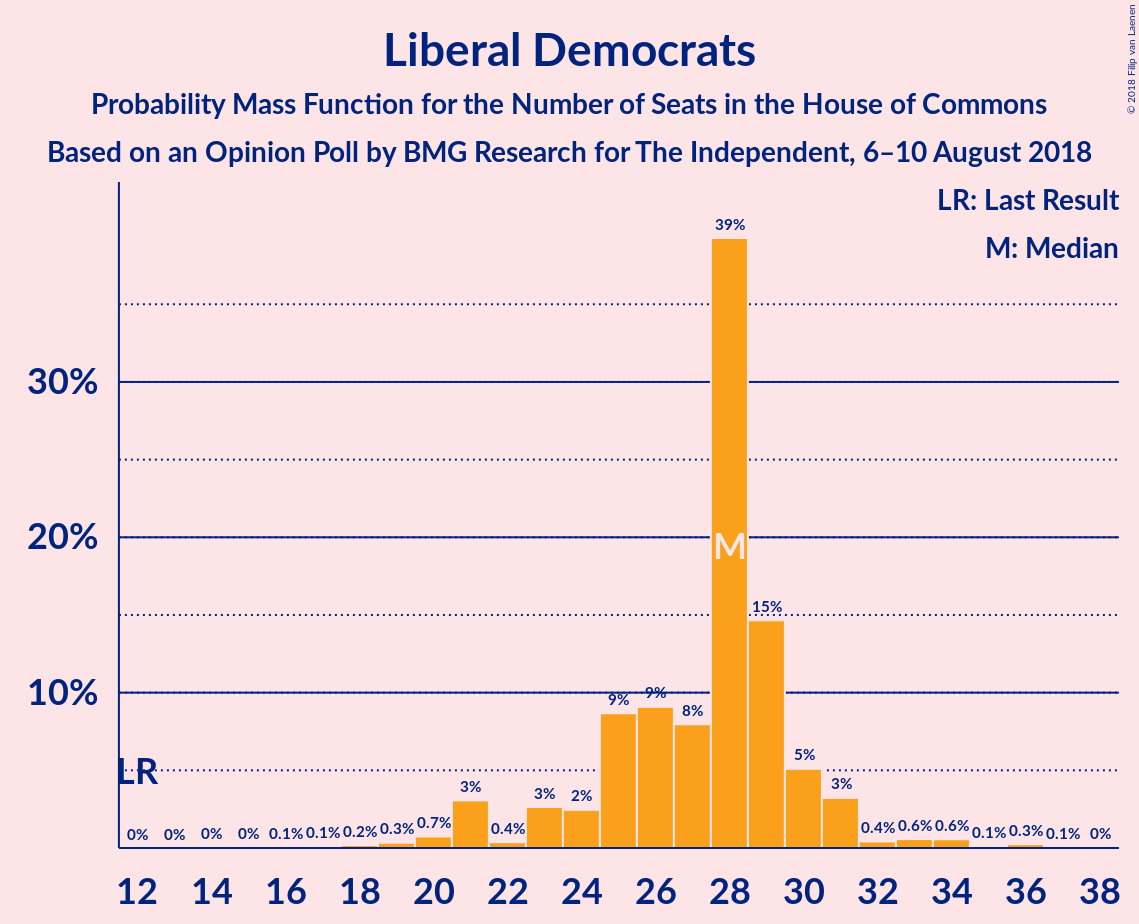 Liberal Democrats
Probability Mass Function for the Number of Seats in the House of Commons
Based on an Opinion Poll by BMG Research for The Independent, 6–10 August 2018
© 2018 Filip van Laenen
LR: Last Result
M: Median
30%
20%
10%
LR
M
0% 0% 0% 0% 0.1% 0.1% 0.2% 0.3% 0.7% 3% 0.4% 3% 2% 9% 9% 8% 39% 15% 5% 3% 0.4% 0.6% 0.6% 0.1% 0.3% 0.1% 0%
12 14 16 18 20 22 24 26 28 30 32 34 36 38